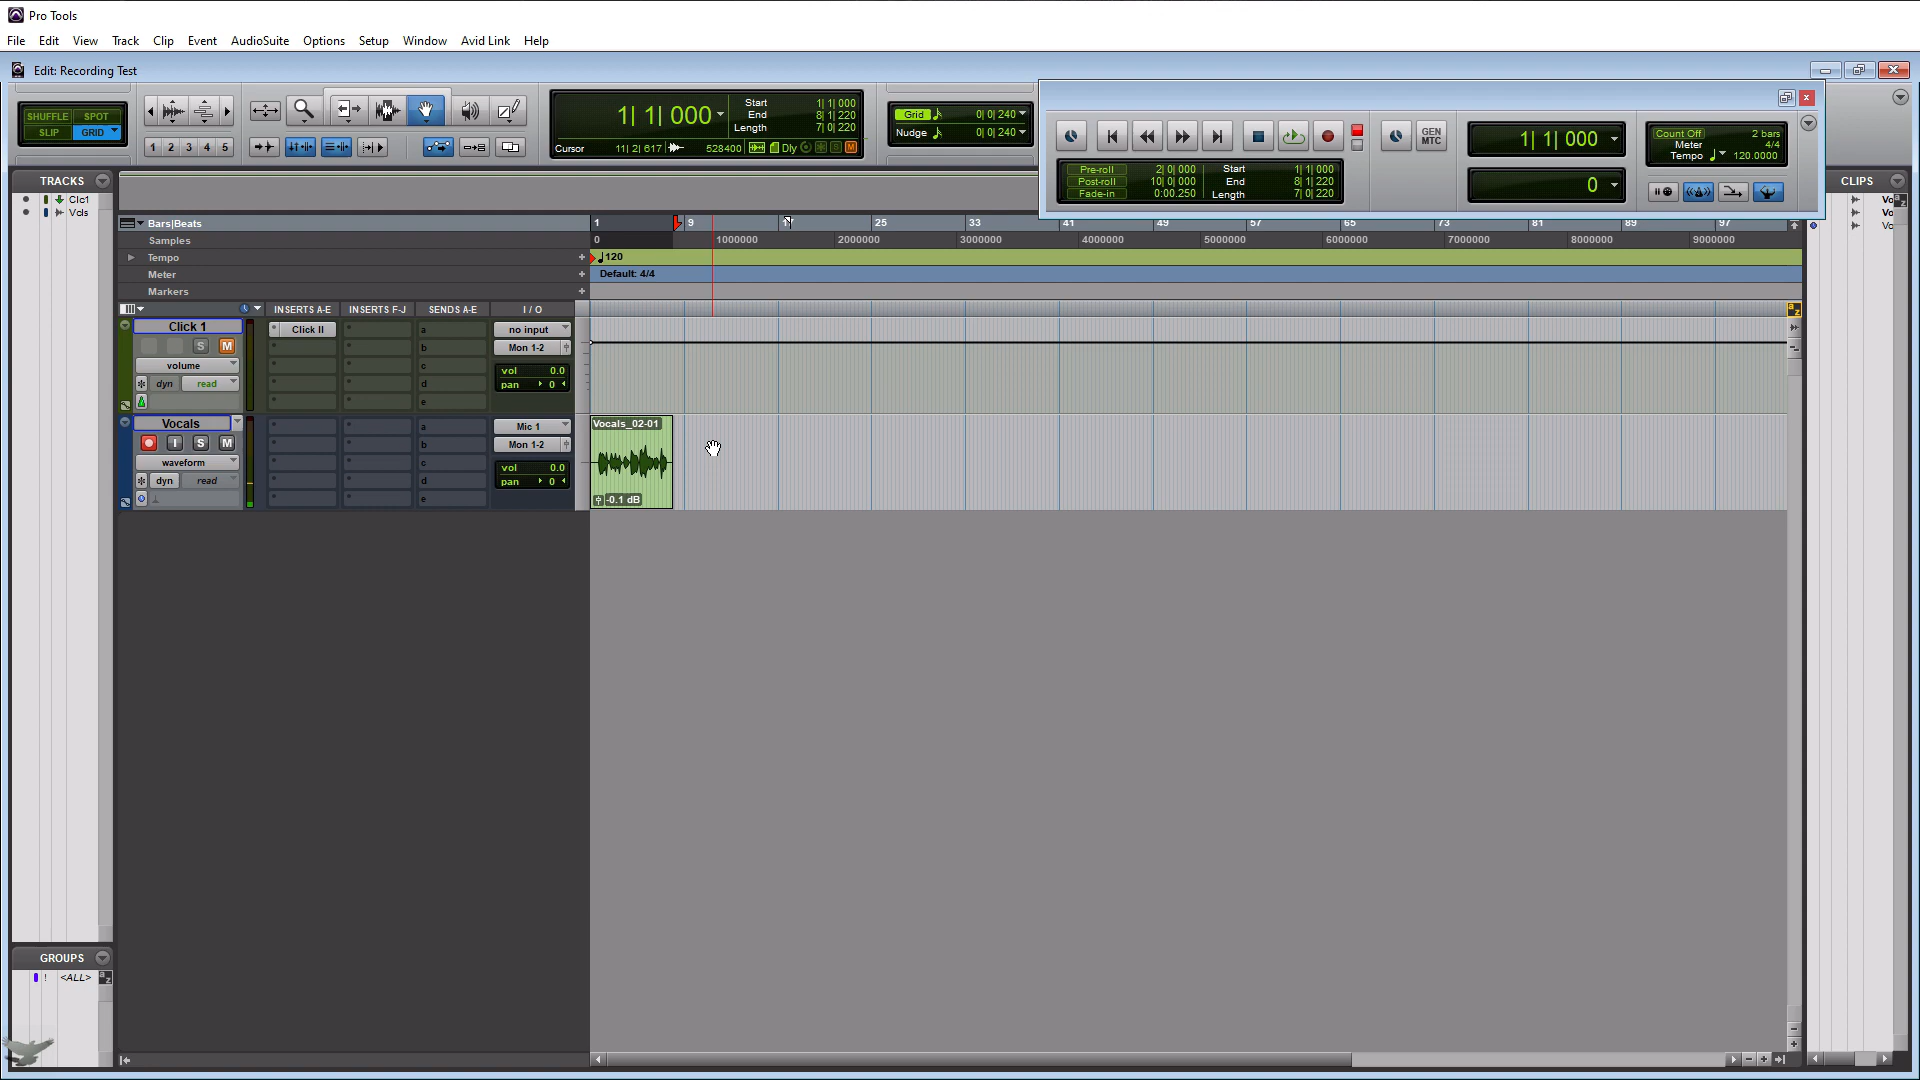 Pro Tools
File Edit View Track Clip Event AudioSuite Options Setup Window Avid Link Help
Edit: Recording Test
SHUFFLE SPOT
SLIP GRID
1 2 3 4 5
1| 1| 000
Start 1| 1| 000
End 8| 1| 220
Length 7| 0| 220
Cursor 11| 2| 617 528400 Dly S M
Grid 0| 0| 240
Nudge 0| 0| 240
GEN
MTC
Pre-roll 2| 0| 000 Start 1| 1| 000
Post-roll 10| 0| 000 End 8| 1| 220
Fade-in 0:00.250 Length 7| 0| 220
1| 1| 000
0
Count Off 2 bars
Meter 4/4
Tempo 120.0000
TRACKS
Clc1
Vcls
CLIPS
Vo
Vo
Vo
Bars|Beats 1 9 25 33 41 49 57 65 73 81 89 97
Samples 0 1000000 2000000 3000000 4000000 5000000 6000000 7000000 8000000 9000000
Tempo + 120
Meter + Default: 4/4
Markers +
INSERTS A-E INSERTS F-J SENDS A-E I / O
Click 1
S M
volume
dyn read
Click II
a
b
c
d
e
no input
Mon 1-2
vol 0.0
pan 0
Vocals
I S M
waveform
dyn read
a
b
c
d
e
Mic 1
Mon 1-2
vol 0.0
pan 0
Vocals_02-01
-0.1 dB
GROUPS
! <ALL>
a z